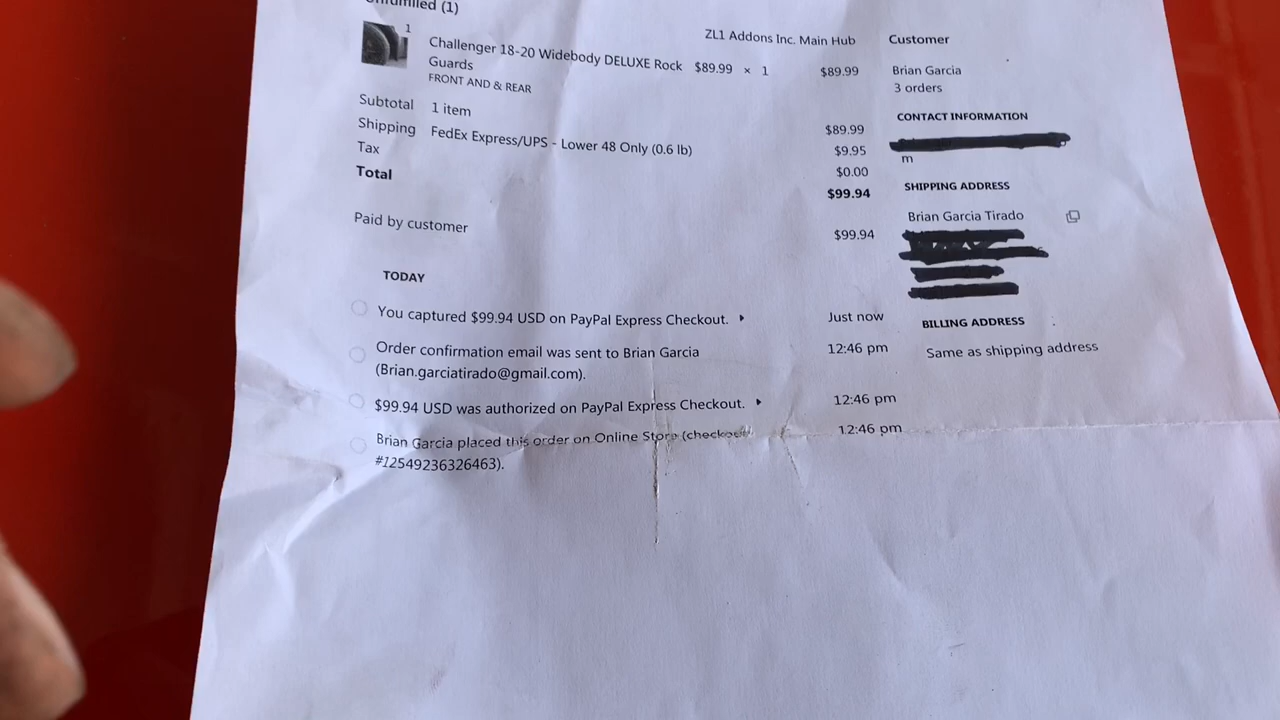 (1)
1
ZL1 Addons Inc. Main Hub
Challenger 18-20 Widebody DELUXE Rock
Guards
FRONT AND & REAR
$89.99 × 1
$89.99
Subtotal 1 item
$89.99
Shipping FedEx Express/UPS - Lower 48 Only (0.6 lb)
$9.95
Tax
$0.00
Total
$99.94
Paid by customer
$99.94
TODAY
You captured $99.94 USD on PayPal Express Checkout.
Just now
Order confirmation email was sent to Brian Garcia
12:46 pm
(Brian.garciatirado@gmail.com).
$99.94 USD was authorized on PayPal Express Checkout.
12:46 pm
Brian Garcia placed this order on Online Store (checkout
12:46 pm
#12549236326463).
Customer
Brian Garcia
3 orders
CONTACT INFORMATION
m
SHIPPING ADDRESS
Brian Garcia Tirado
BILLING ADDRESS
Same as shipping address